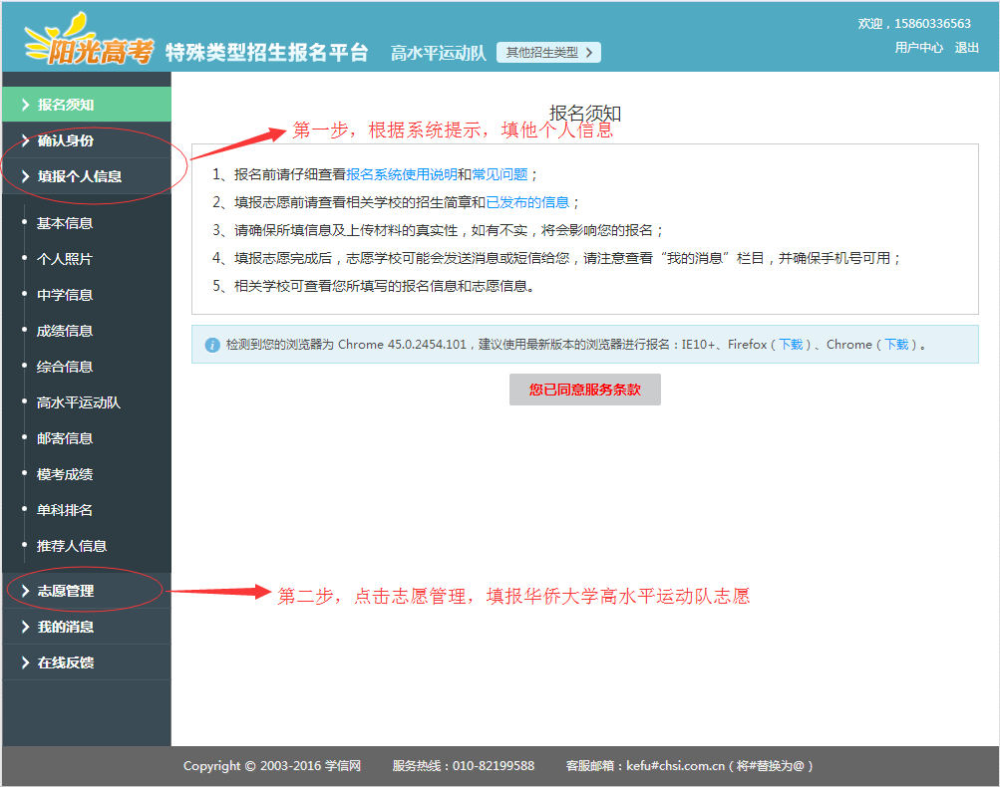 阳光高考
特殊类型招生报名平台
高水平运动队
其他招生类型
欢迎，15860336563
用户中心 退出
报名须知
确认身份
填报个人信息
基本信息
个人照片
中学信息
成绩信息
综合信息
高水平运动队
邮寄信息
模考成绩
单科排名
推荐人信息
志愿管理
我的消息
在线反馈
报名须知
第一步，根据系统提示，填他个人信息
1、报名前请仔细查看报名系统使用说明和常见问题；
2、填报志愿前请查看相关学校的招生简章和已发布的信息；
3、请确保所填信息及上传材料的真实性，如有不实，将会影响您的报名；
4、填报志愿完成后，志愿学校可能会发送消息或短信给您，请注意查看“我的消息”栏目，并确保手机号可用；
5、相关学校可查看您所填写的报名信息和志愿信息。
检测到您的浏览器为 Chrome 45.0.2454.101，建议使用最新版本的浏览器进行报名：IE10+、Firefox（下载）、Chrome（下载）。
您已同意服务条款
第二步，点击志愿管理，填报华侨大学高水平运动队志愿
Copyright © 2003-2016 学信网 服务热线：010-82199588 客服邮箱：kefu#chsi.com.cn（将#替换为@）